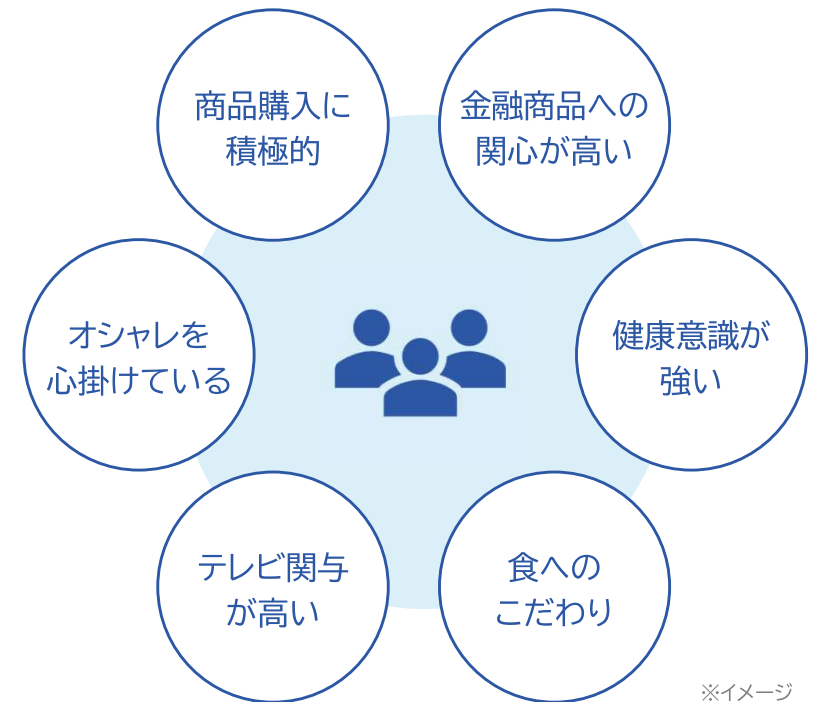 商品購入に
積極的
金融商品への
関心が高い
オシャレを
心掛けている
健康意識が
強い
テレビ関与
が高い
食への
こだわり
※イメージ